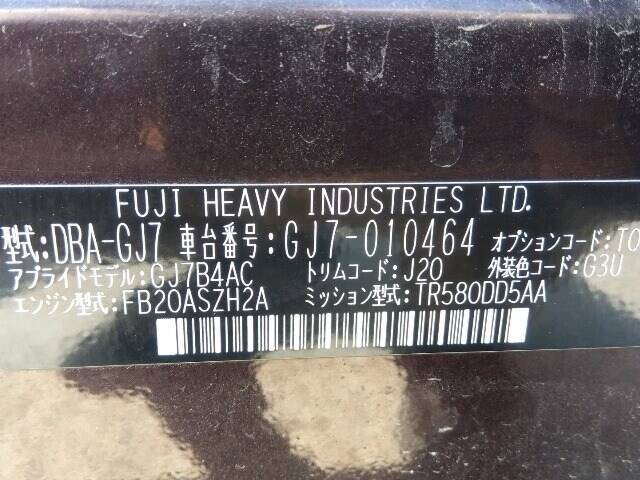 FUJI HEAVY INDUSTRIES LTD.
型式:DBA-GJ7 車台番号:GJ7-010464 オプションコード:TO
アプライドモデル:GJ7B4AC トリムコード:J20 外装色コード:G3U
エンジン型式:FB20ASZH2A ミッション型式:TR580DD5AA